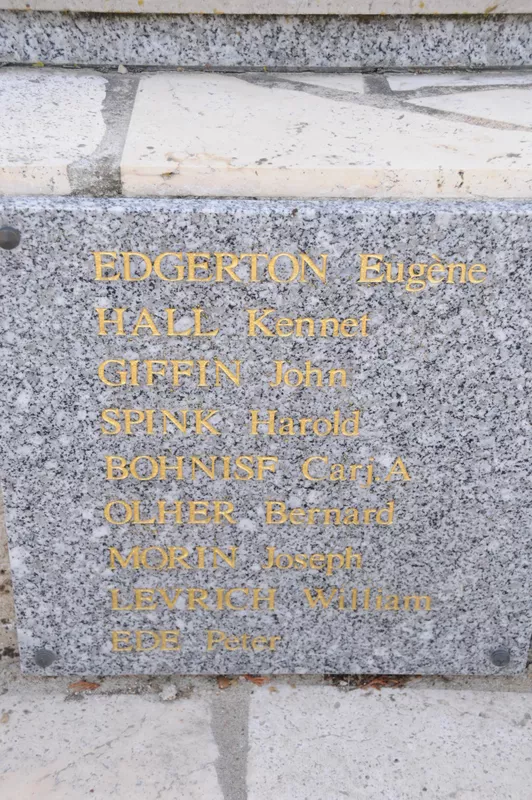 EDGERTON Eugène
HALL Kennet
GIFFIN John
SPINK Harold
BOHNISF Carj.A
OLHER Bernard
MORIN Joseph
LEVRICH William
EDE Peter